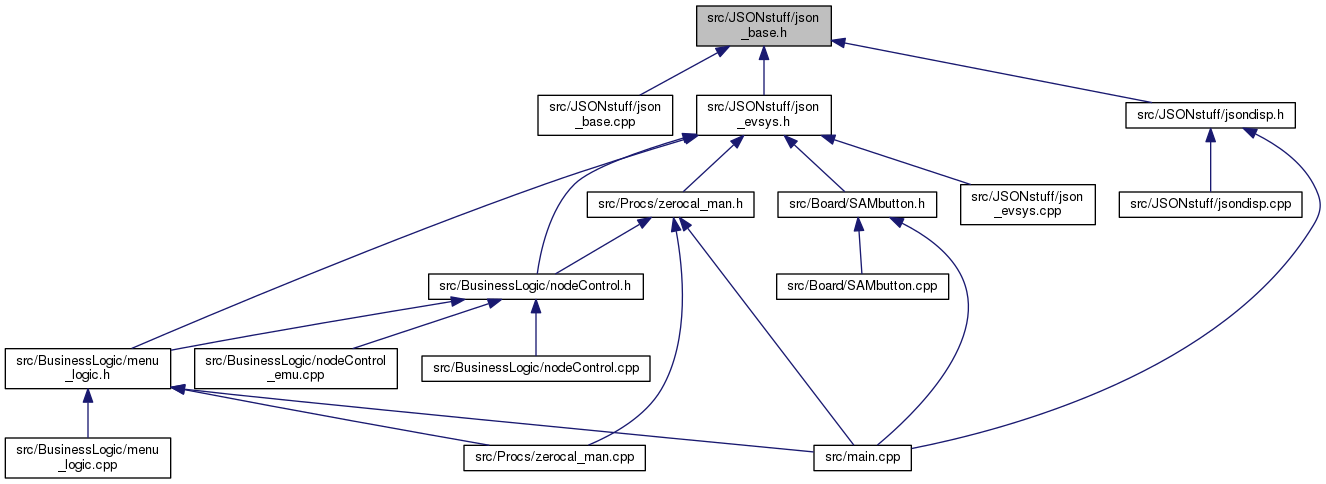 src/JSONstuff/json
_base.h
src/JSONstuff/json
_base.cpp
src/JSONstuff/json
_evsys.h
src/JSONstuff/jsondisp.h
src/Procs/zerocal_man.h
src/Board/SAMbutton.h
src/JSONstuff/json
_evsys.cpp
src/JSONstuff/jsondisp.cpp
src/BusinessLogic/nodeControl.h
src/Board/SAMbutton.cpp
src/BusinessLogic/menu
_logic.h
src/BusinessLogic/nodeControl
_emu.cpp
src/BusinessLogic/nodeControl.cpp
src/BusinessLogic/menu
_logic.cpp
src/Procs/zerocal_man.cpp
src/main.cpp